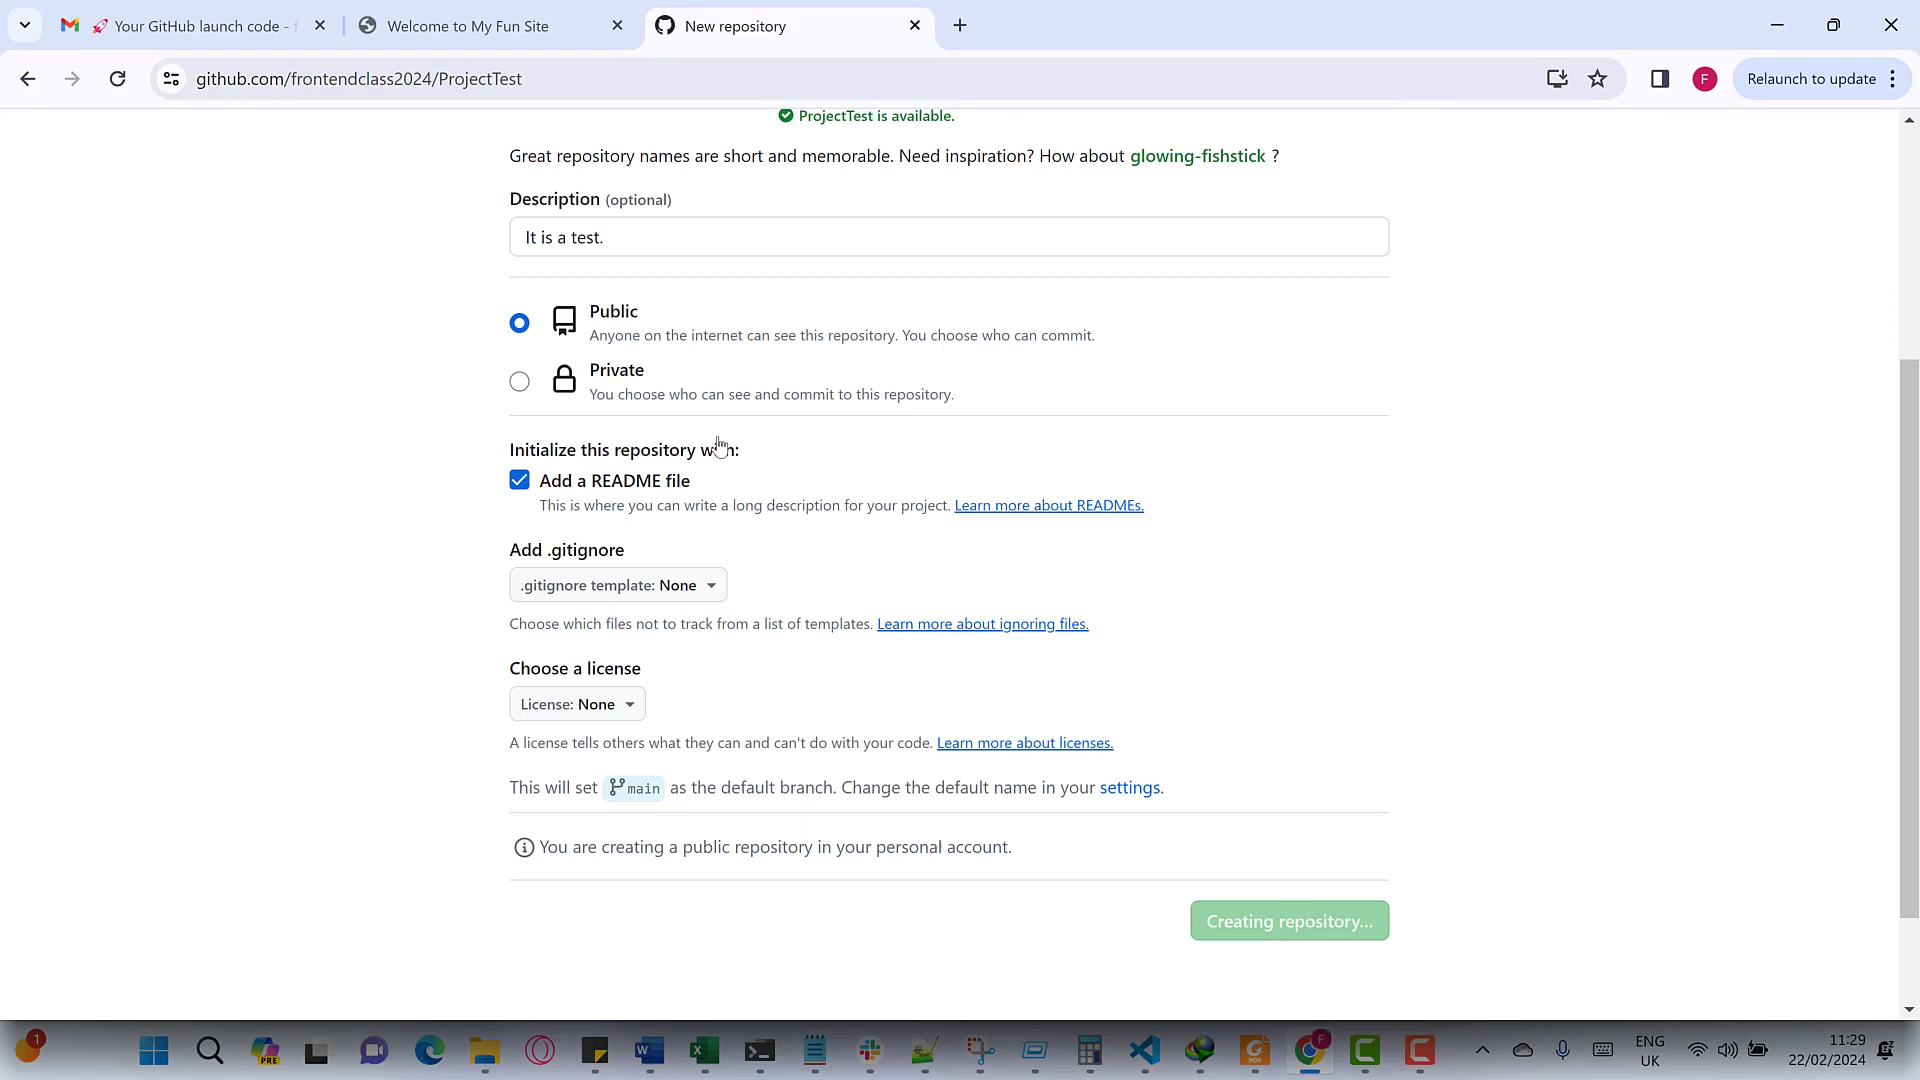 🚀 Your GitHub launch code -
Welcome to My Fun Site
New repository
github.com/frontendclass2024/ProjectTest
F
Relaunch to update
ProjectTest is available.
Great repository names are short and memorable. Need inspiration? How about glowing-fishstick ?
Description (optional)
It is a test.
Public
Anyone on the internet can see this repository. You choose who can commit.
Private
You choose who can see and commit to this repository.
Initialize this repository with:
Add a README file
This is where you can write a long description for your project. Learn more about READMEs.
Add .gitignore
.gitignore template: None
Choose which files not to track from a list of templates. Learn more about ignoring files.
Choose a license
License: None
A license tells others what they can and can't do with your code. Learn more about licenses.
This will set main as the default branch. Change the default name in your settings.
You are creating a public repository in your personal account.
Creating repository...
1
PRE
F
ENG
UK
11:29
22/02/2024